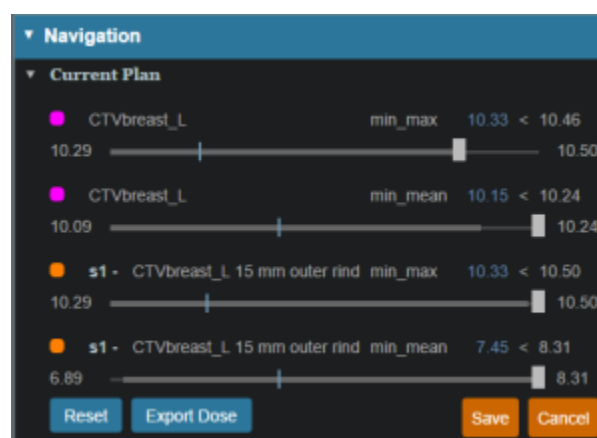 Navigation
Current Plan
CTVbreast_L min_max 10.33 < 10.46
10.29 10.50
CTVbreast_L min_mean 10.15 < 10.24
10.09 10.24
s1 - CTVbreast_L 15 mm outer rind min_max 10.33 < 10.50
10.29 10.50
s1 - CTVbreast_L 15 mm outer rind min_mean 7.45 < 8.31
6.89 8.31
Reset Export Dose Save Cancel